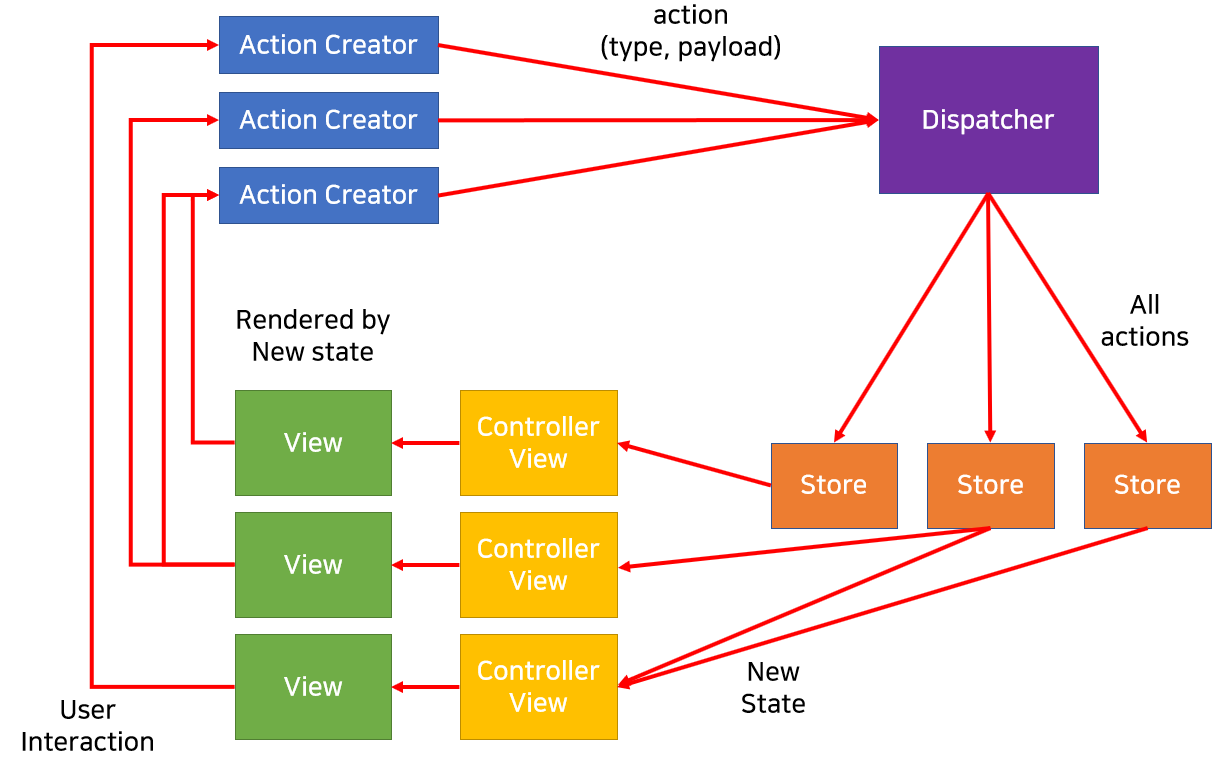 action
(type, payload)
Action Creator
Action Creator
Action Creator
Dispatcher
All
actions
Rendered by
New state
View
Controller
View
Store
Store
Store
View
Controller
View
View
Controller
View
New
State
User
Interaction